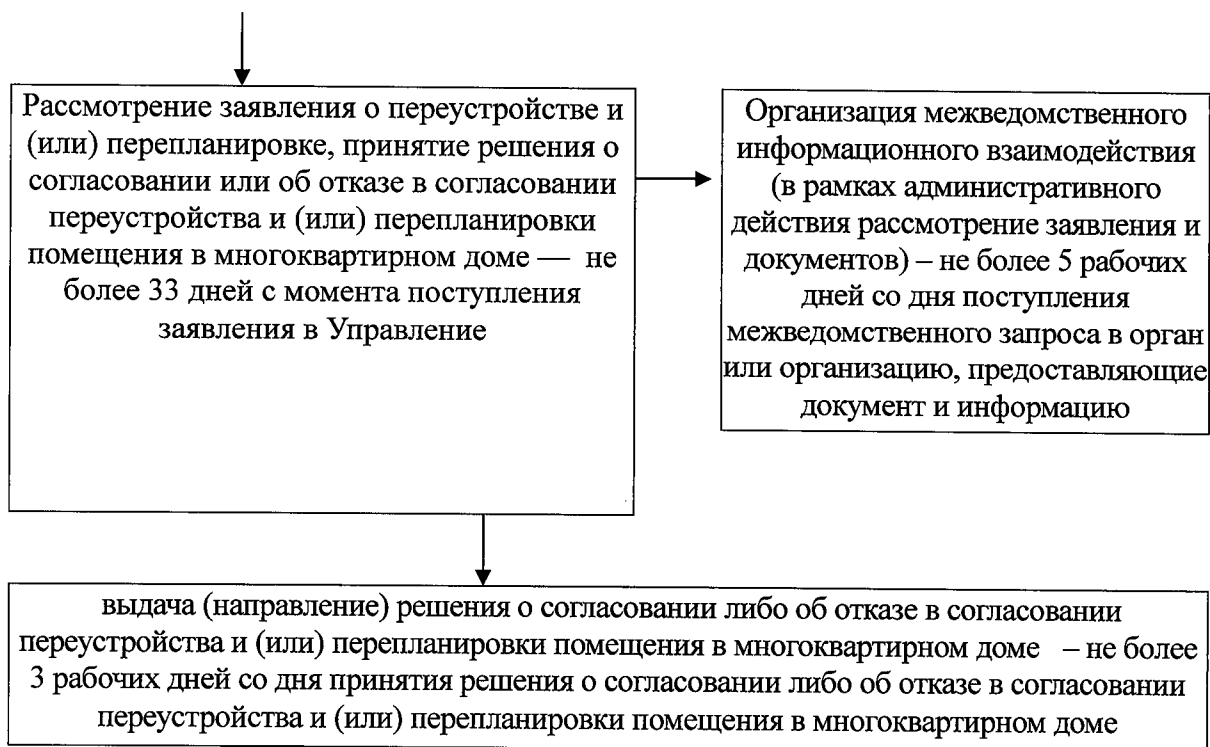 Рассмотрение заявления о переустройстве и
(или) перепланировке, принятие решения о
согласовании или об отказе в согласовании
переустройства и (или) перепланировки
помещения в многоквартирном доме — не
более 33 дней с момента поступления
заявления в Управление
Организация межведомственного
информационного взаимодействия
(в рамках административного
действия рассмотрение заявления и
документов) – не более 5 рабочих
дней со дня поступления
межведомственного запроса в орган
или организацию, предоставляющие
документ и информацию
выдача (направление) решения о согласовании либо об отказе в согласовании
переустройства и (или) перепланировки помещения в многоквартирном доме – не более
3 рабочих дней со дня принятия решения о согласовании либо об отказе в согласовании
переустройства и (или) перепланировки помещения в многоквартирном доме